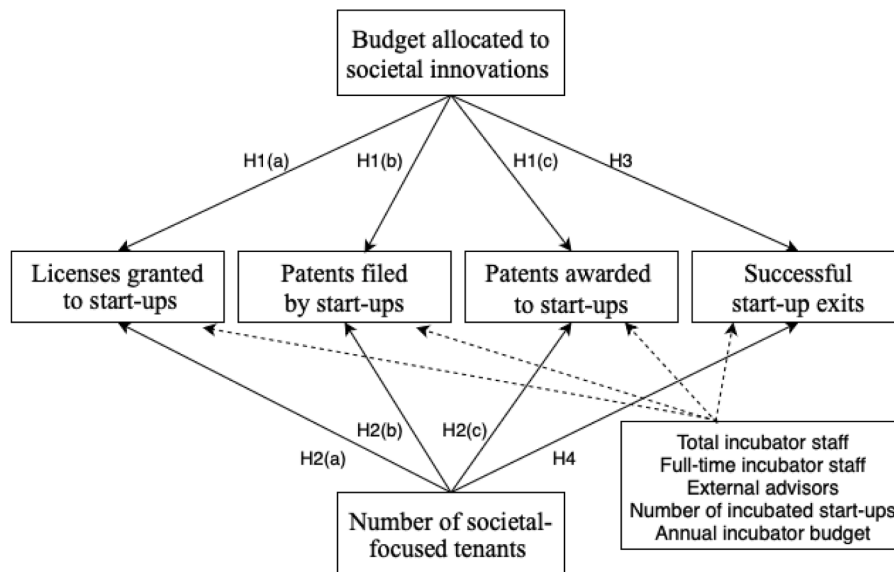 Budget allocated to
societal innovations
H1(a)
H1(b)
H1(c)
H3
Licenses granted
to start-ups
Patents filed
by start-ups
Patents awarded
to start-ups
Successful
start-up exits
H2(a)
H2(b)
H2(c)
H4
Total incubator staff
Full-time incubator staff
External advisors
Number of incubated start-ups
Annual incubator budget
Number of societal-
focused tenants